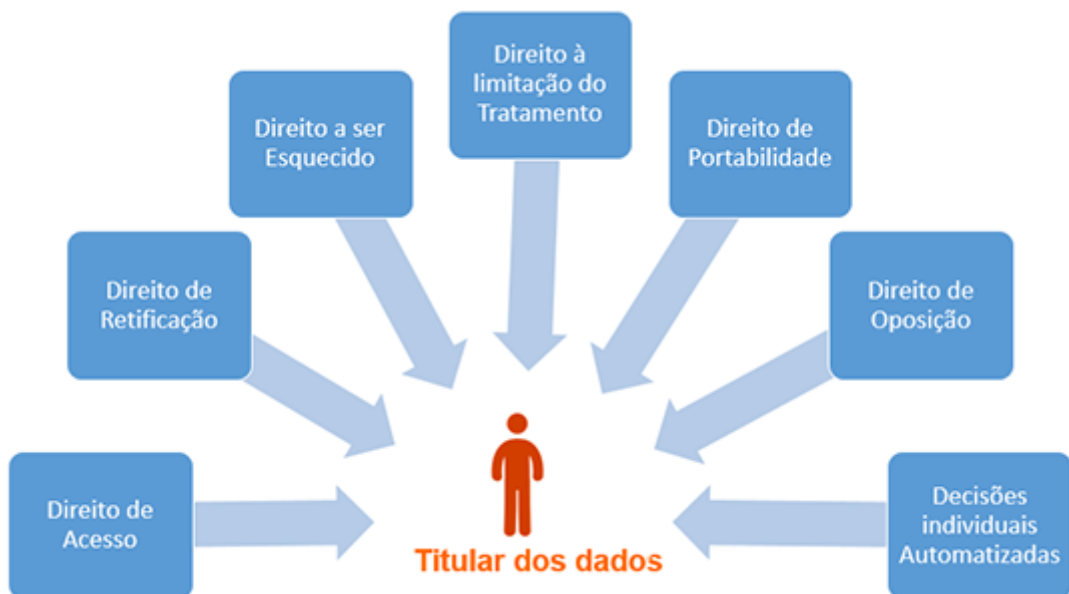 Direito de
Acesso
Direito de
Retificação
Direito a ser
Esquecido
Direito à
limitação do
Tratamento
Direito de
Portabilidade
Direito de
Oposição
Decisões
individuais
Automatizadas
Titular dos dados